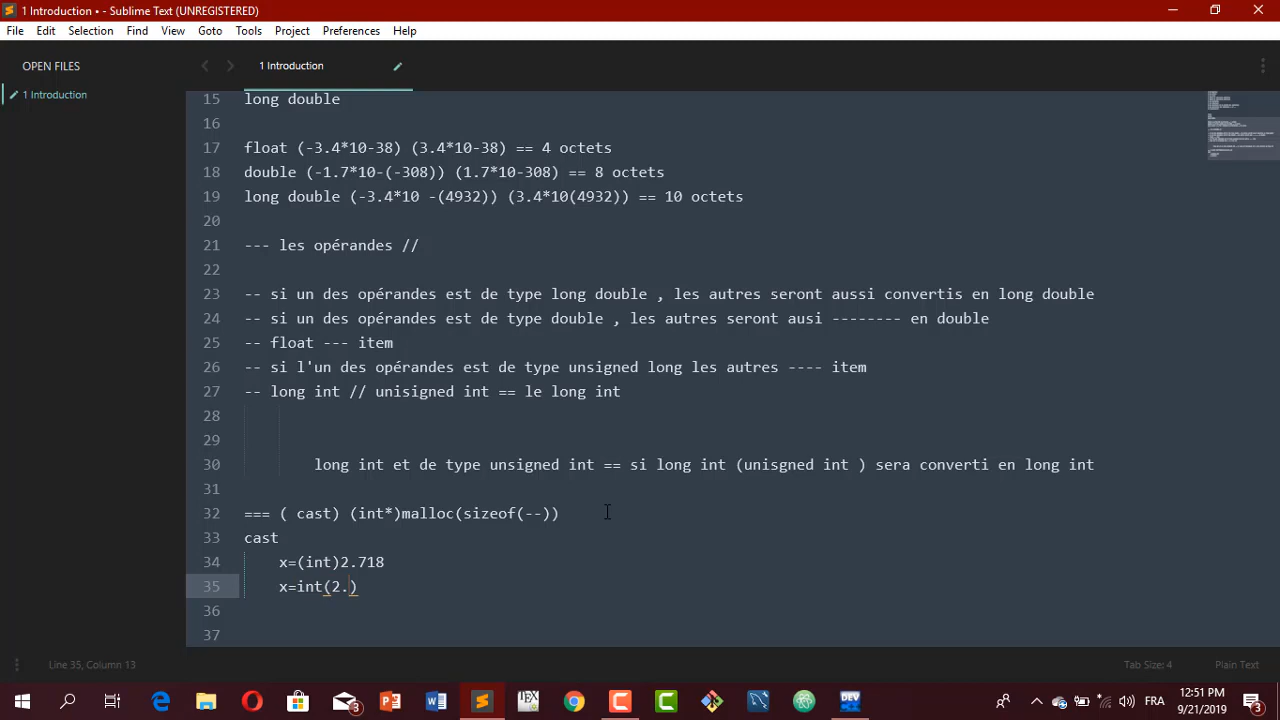 1 Introduction • - Sublime Text (UNREGISTERED)
File Edit Selection Find View Goto Tools Project Preferences Help
OPEN FILES
1 Introduction
1 Introduction
15 long double
16
17 float (-3.4*10-38) (3.4*10-38) == 4 octets
18 double (-1.7*10-(-308)) (1.7*10-308) == 8 octets
19 long double (-3.4*10 -(4932)) (3.4*10(4932)) == 10 octets
20
21 --- les opérandes //
22
23 -- si un des opérandes est de type long double , les autres seront aussi convertis en long double
24 -- si un des opérandes est de type double , les autres seront ausi -------- en double
25 -- float --- item
26 -- si l'un des opérandes est de type unsigned long les autres ---- item
27 -- long int // unisigned int == le long int
28
29
30 long int et de type unsigned int == si long int (unisgned int ) sera converti en long int
31
32 === ( cast) (int*)malloc(sizeof(--))
33 cast
34 x=(int)2.718
35 x=int(2.)
36
37
Line 35, Column 13
Tab Size: 4
Plain Text
3
DEV
FRA
12:51 PM
9/21/2019
3